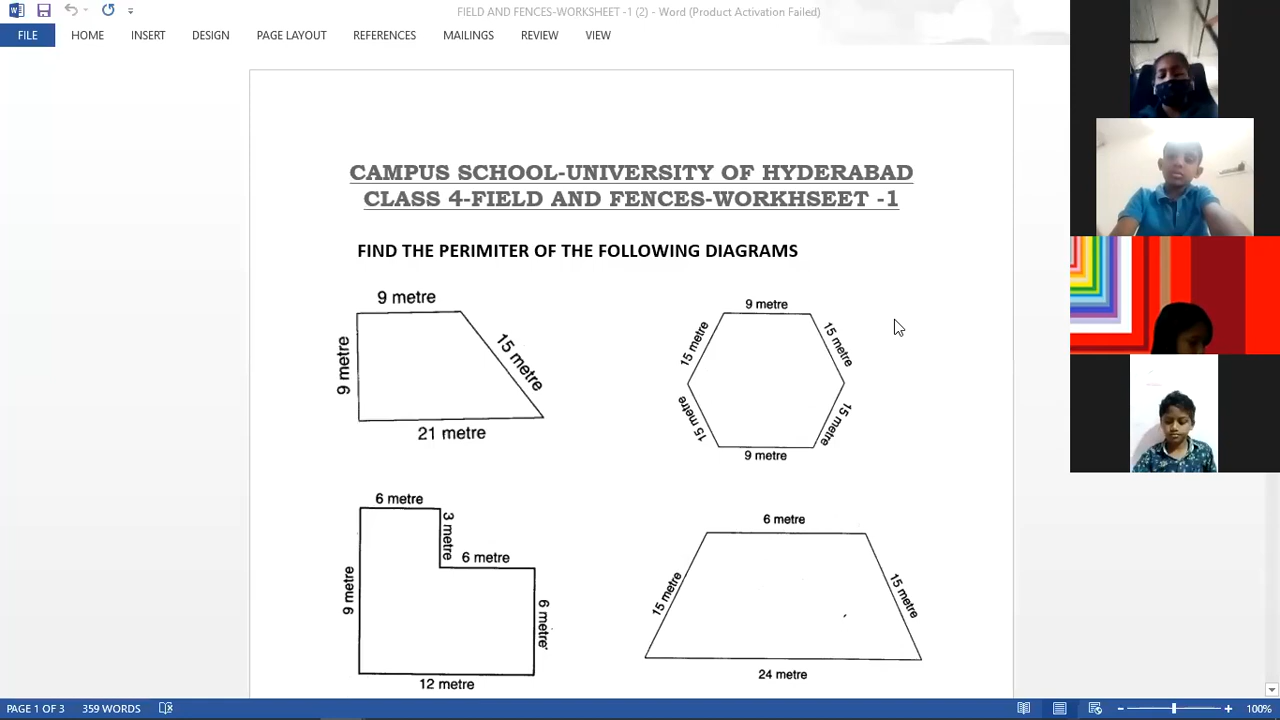 FIELD AND FENCES-WORKSHEET -1 (2) - Word (Product Activation Failed)
FILE HOME INSERT DESIGN PAGE LAYOUT REFERENCES MAILINGS REVIEW VIEW
CAMPUS SCHOOL-UNIVERSITY OF HYDERABAD
CLASS 4-FIELD AND FENCES-WORKHSEET -1
FIND THE PERIMITER OF THE FOLLOWING DIAGRAMS
9 metre
9 metre
15 metre
21 metre
9 metre
15 metre
15 metre
15 metre
15 metre
9 metre
6 metre
3 metre
6 metre
9 metre
6 metre
12 metre
6 metre
15 metre
15 metre
24 metre
PAGE 1 OF 3 359 WORDS 100%